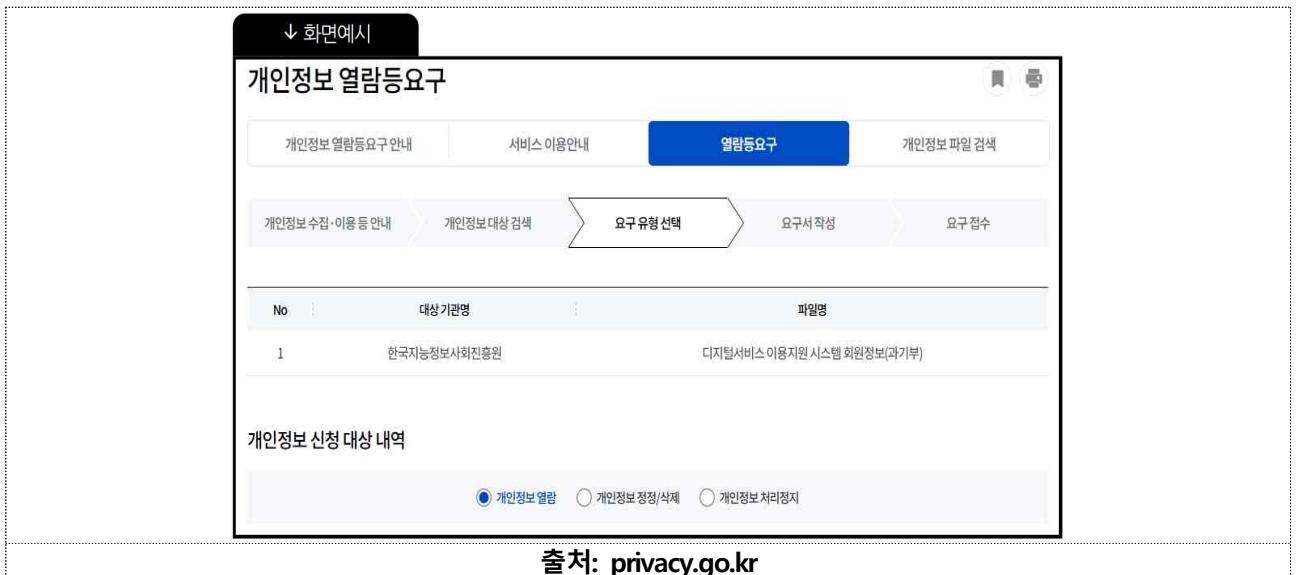 ↓ 화면예시
개인정보 열람등요구
개인정보 열람등요구 안내 서비스 이용안내 열람등요구 개인정보 파일 검색
개인정보 수집·이용 등 안내 개인정보 대상 검색 요구 유형 선택 요구서 작성 요구 접수
No 대상 기관명 파일명
1 한국지능정보사회진흥원 디지털서비스 이용지원 시스템 회원정보(과기부)
개인정보 신청 대상 내역
개인정보 열람 개인정보 정정/삭제 개인정보 처리정지
출처: privacy.go.kr